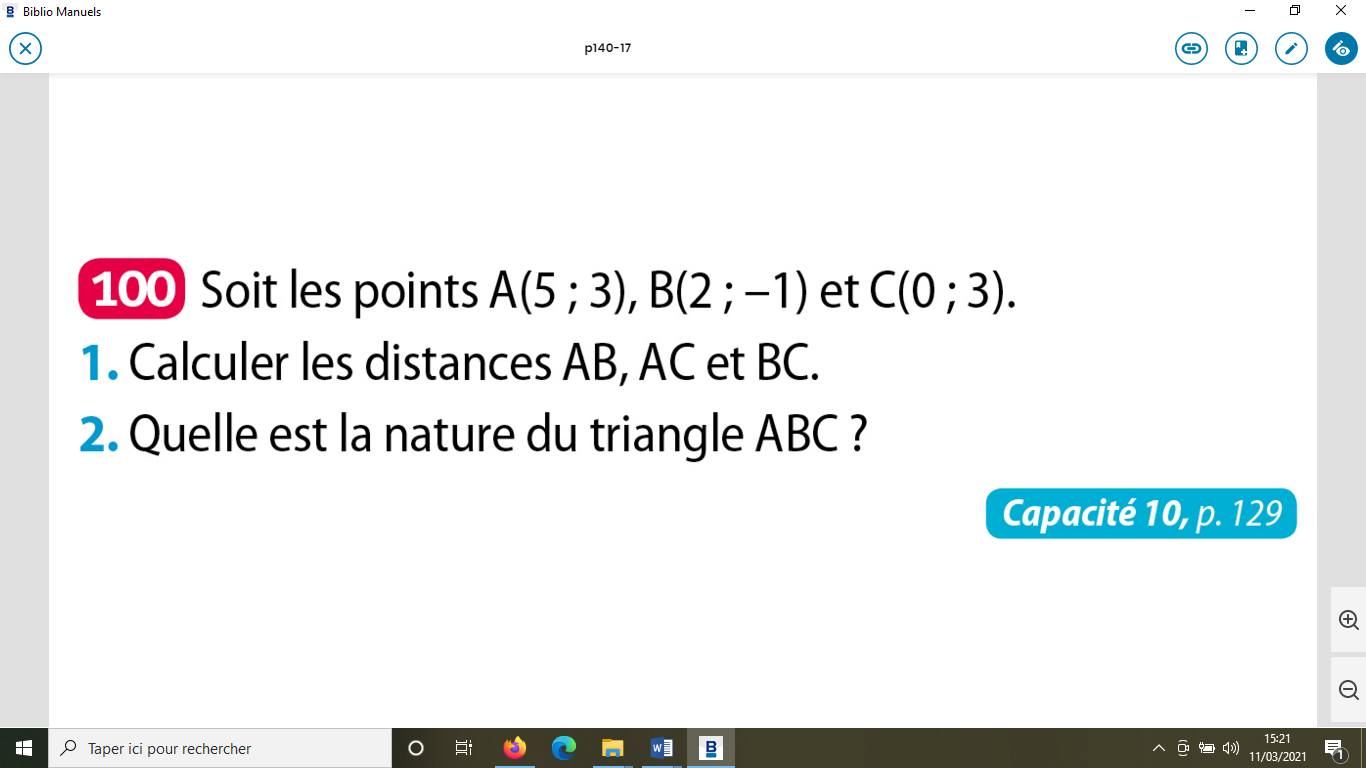 Biblio Manuels
p140-17
100 Soit les points A(5 ; 3), B(2 ; –1) et C(0 ; 3).
1. Calculer les distances AB, AC et BC.
2. Quelle est la nature du triangle ABC ?
Capacité 10, p. 129
Taper ici pour rechercher
15:21
11/03/2021
1